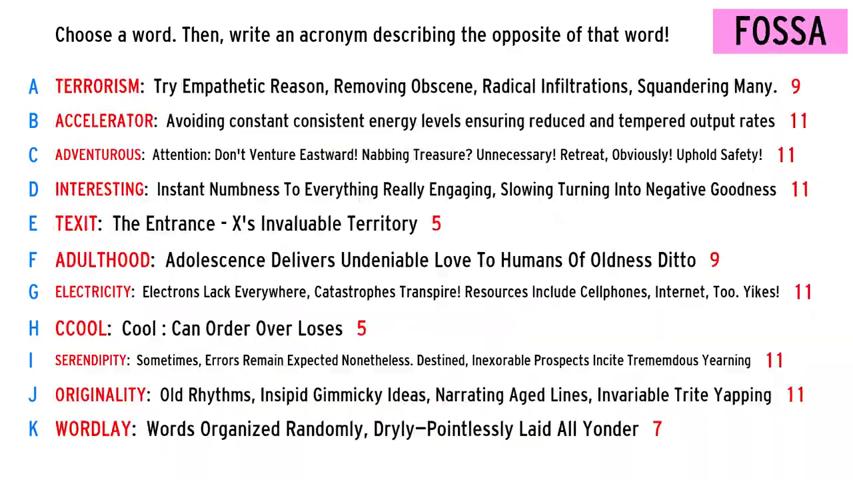 Choose a word. Then, write an acronym describing the opposite of that word!
FOSSA
A TERRORISM: Try Empathetic Reason, Removing Obscene, Radical Infiltrations, Squandering Many. 9
B ACCELERATOR: Avoiding constant consistent energy levels ensuring reduced and tempered output rates 11
C ADVENTUROUS: Attention: Don't Venture Eastward! Nabbing Treasure? Unnecessary! Retreat, Obviously! Uphold Safety! 11
D INTERESTING: Instant Numbness To Everything Really Engaging, Slowing Turning Into Negative Goodness 11
E TEXIT: The Entrance - X's Invaluable Territory 5
F ADULTHOOD: Adolescence Delivers Undeniable Love To Humans Of Oldness Ditto 9
G ELECTRICITY: Electrons Lack Everywhere, Catastrophes Transpire! Resources Include Cellphones, Internet, Too. Yikes! 11
H CCOOL: Cool : Can Order Over Loses 5
I SERENDIPITY: Sometimes, Errors Remain Expected Nonetheless. Destined, Inexorable Prospects Incite Trememdous Yearning 11
J ORIGINALITY: Old Rhythms, Insipid Gimmicky Ideas, Narrating Aged Lines, Invariable Trite Yapping 11
K WORDLAY: Words Organized Randomly, Dryly—Pointlessly Laid All Yonder 7